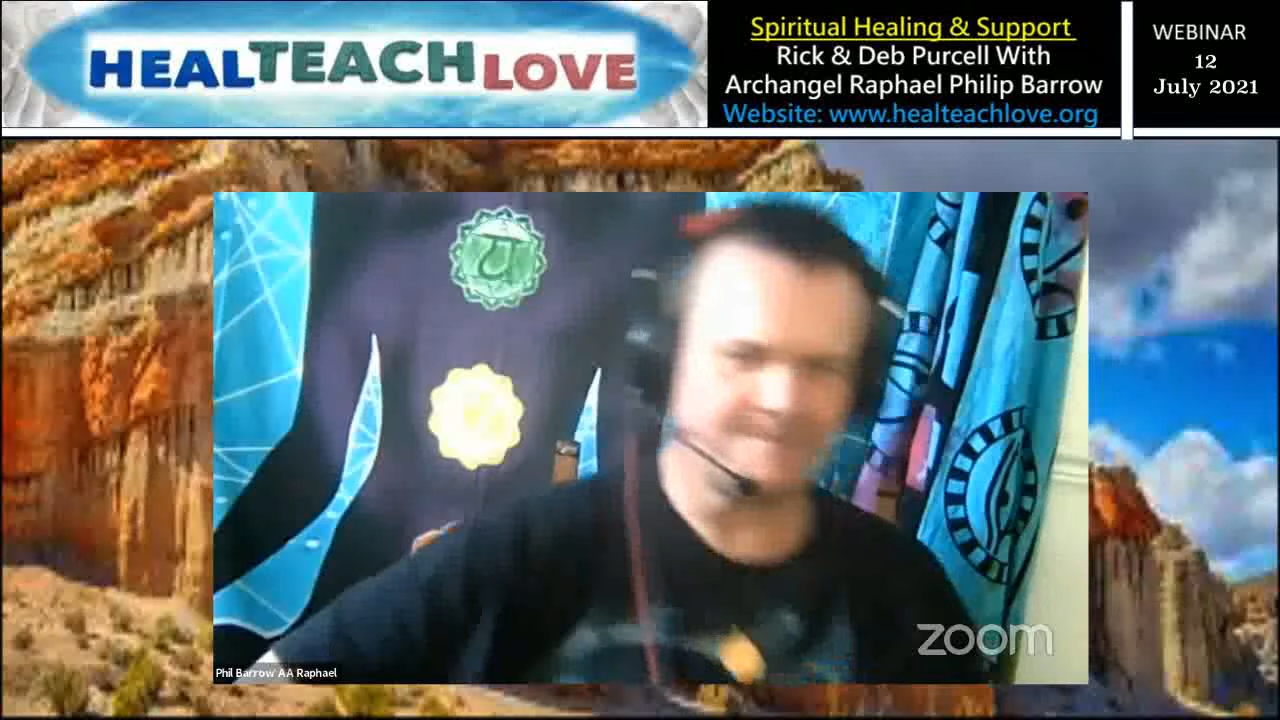 HEALTEACHLOVE
Spiritual Healing & Support
Rick & Deb Purcell With
Archangel Raphael Philip Barrow
Website: www.healteachlove.org
WEBINAR
12
July 2021
zoom
Phil Barrow AA Raphael